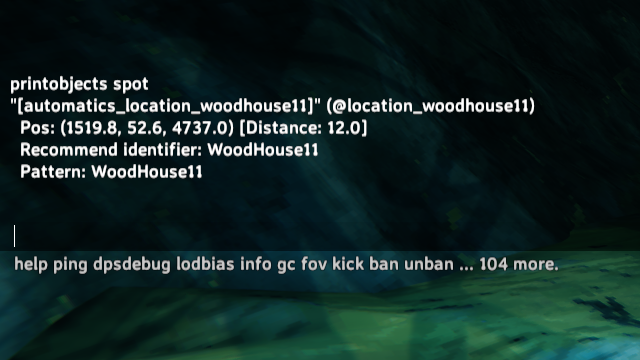 printobjects spot
"[automatics_location_woodhouse11]" (@location_woodhouse11)
Pos: (1519.8, 52.6, 4737.0) [Distance: 12.0]
Recommend identifier: WoodHouse11
Pattern: WoodHouse11
help ping dpsdebug lodbias info gc fov kick ban unban ... 104 more.